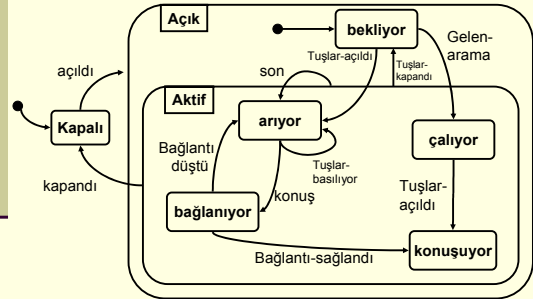 Açık
bekliyor
Gelen-
arama
Tuşlar-açıldı
Tuşlar-
kapandı
açıldı
son
Aktif
Kapalı
arıyor
çalıyor
Bağlantı
düştü
Tuşlar-
basılıyor
kapandı
konuş
Tuşlar-
açıldı
bağlanıyor
konuşuyor
Bağlantı-sağlandı